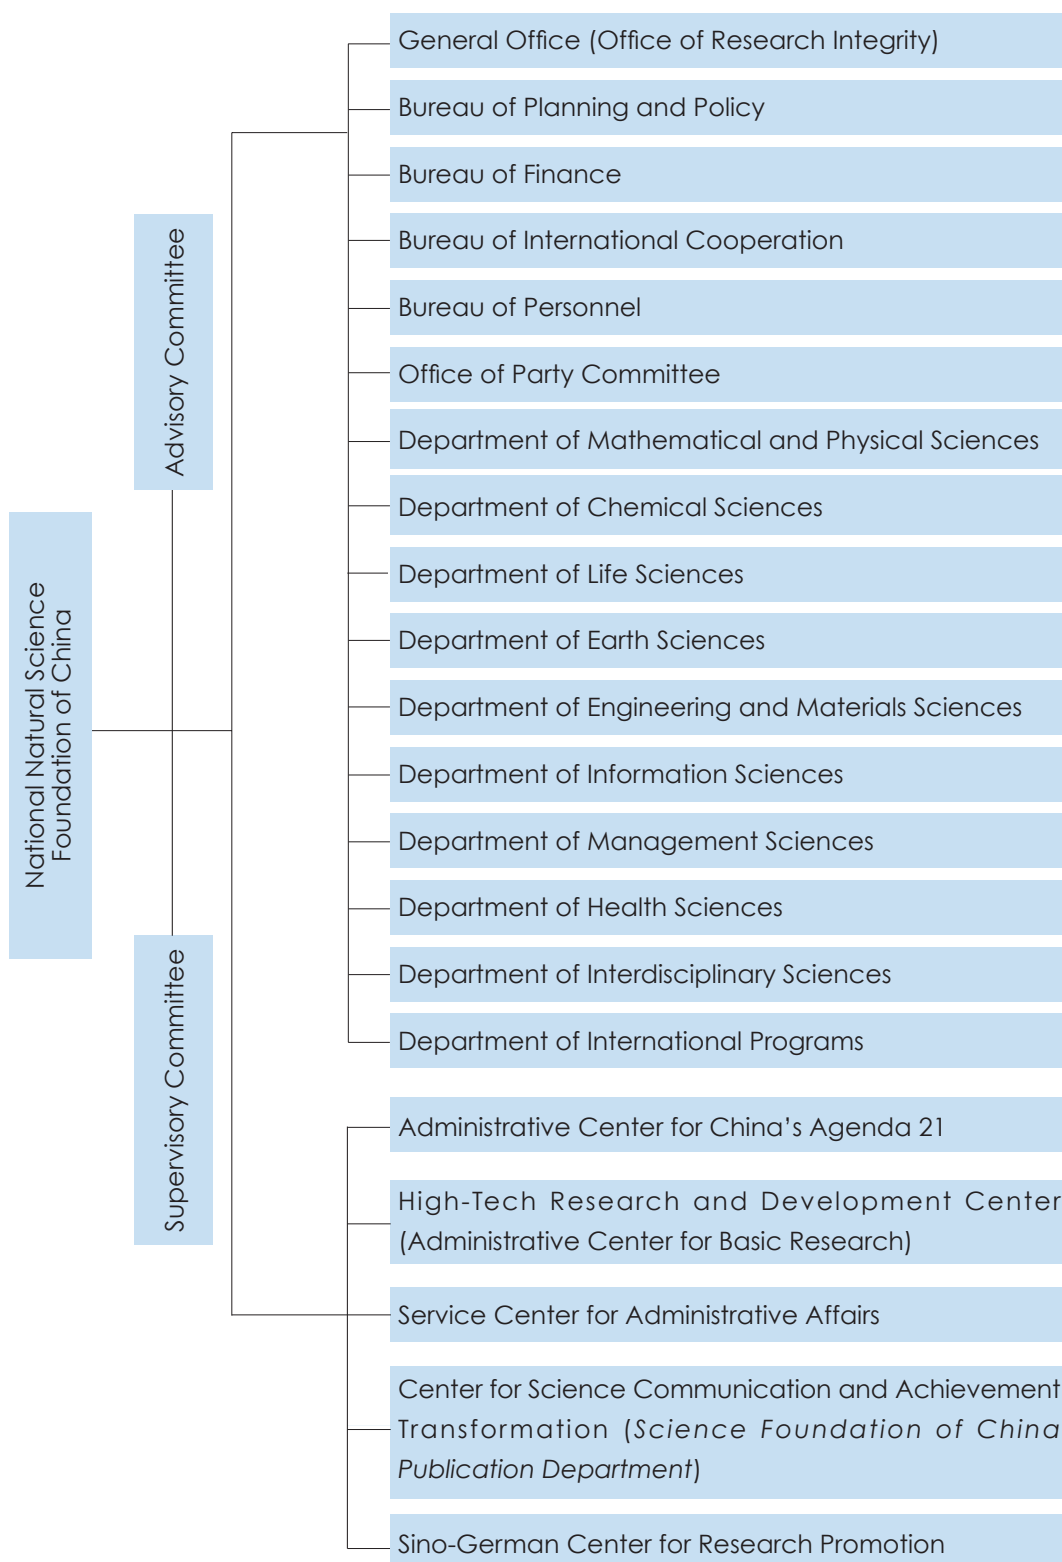 National Natural Science
Foundation of China
Advisory Committee
Supervisory Committee
General Office (Office of Research Integrity)
Bureau of Planning and Policy
Bureau of Finance
Bureau of International Cooperation
Bureau of Personnel
Office of Party Committee
Department of Mathematical and Physical Sciences
Department of Chemical Sciences
Department of Life Sciences
Department of Earth Sciences
Department of Engineering and Materials Sciences
Department of Information Sciences
Department of Management Sciences
Department of Health Sciences
Department of Interdisciplinary Sciences
Department of International Programs
Administrative Center for China’s Agenda 21
High-Tech Research and Development Center
(Administrative Center for Basic Research)
Service Center for Administrative Affairs
Center for Science Communication and Achievement
Transformation (Science Foundation of China
Publication Department)
Sino-German Center for Research Promotion